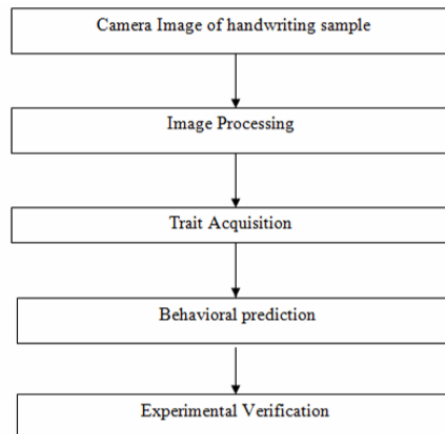 Camera Image of handwriting sample
Image Processing
Trait Acquisition
Behavioral prediction
Experimental Verification